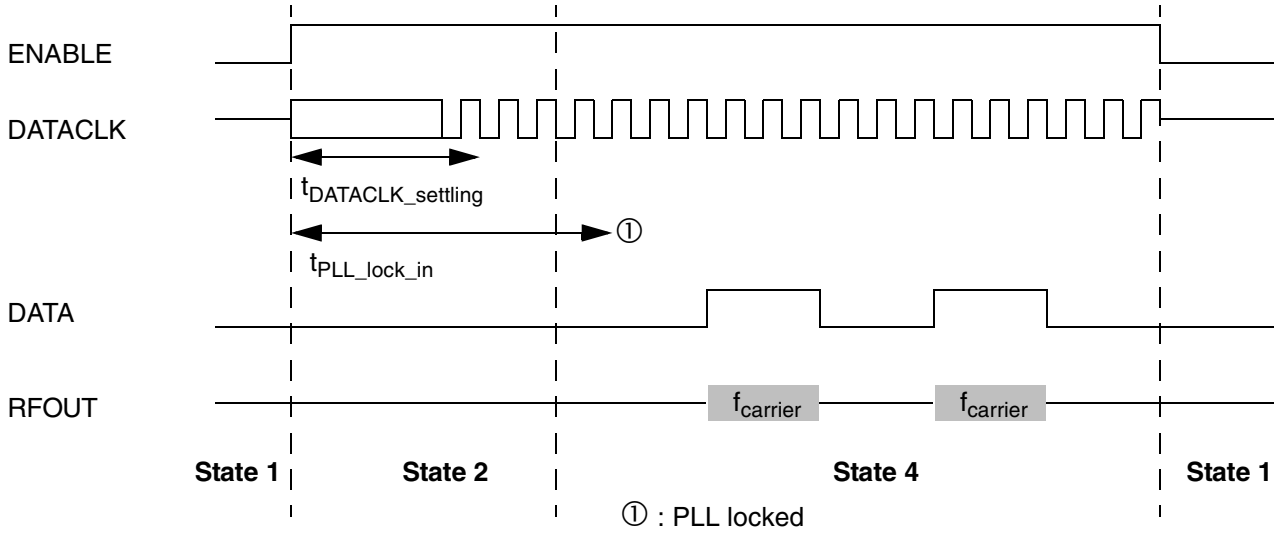 ENABLE
DATACLK
tDATACLK_settling
①
tPLL_lock_in
DATA
RFOUT
fcarrier fcarrier
State 1 State 2 State 4 State 1
① : PLL locked